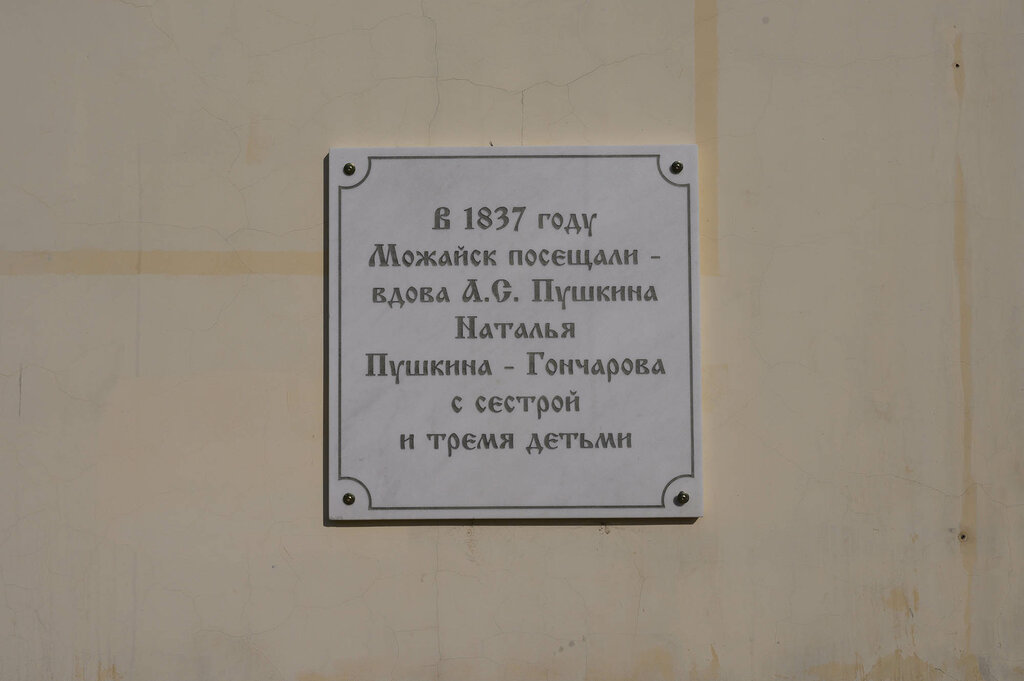 В 1837 году
Можайск посещали -
вдова А.С. Пушкина
Наталья
Пушкина - Гончарова
с сестрой
и тремя детьми